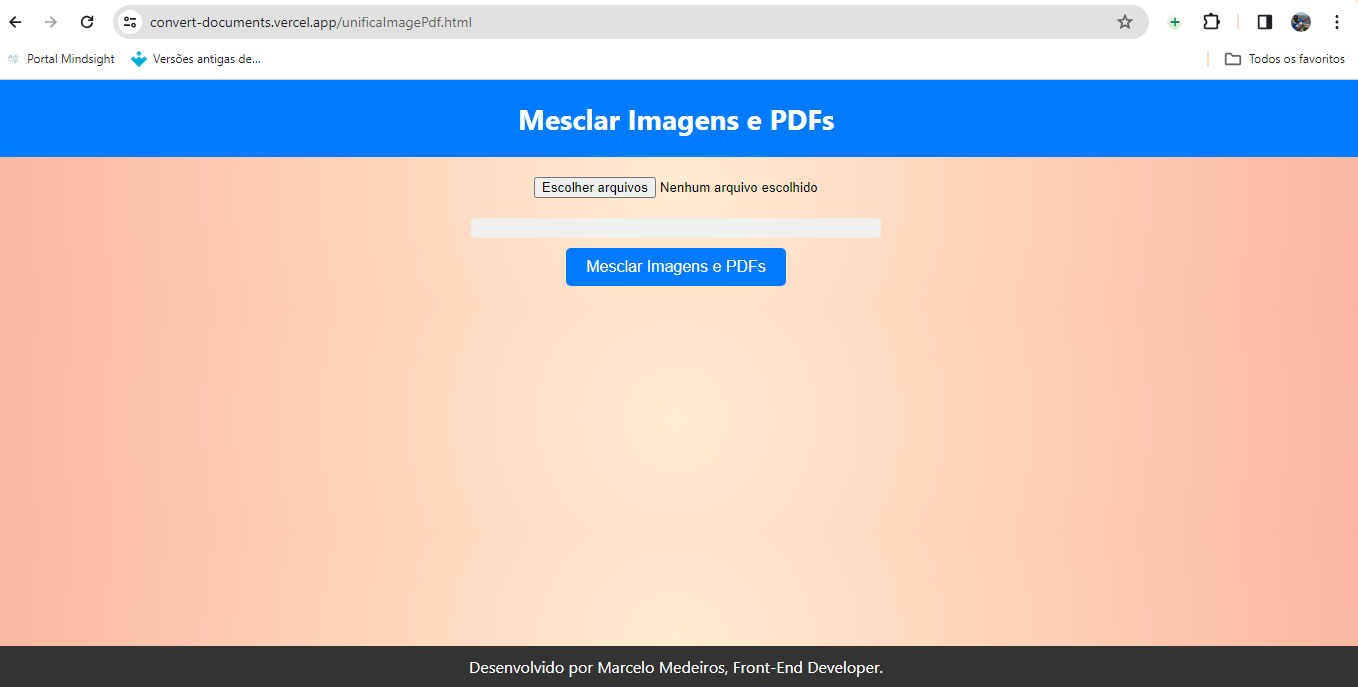 convert-documents.vercel.app/unificaImagePdf.html
Portal Mindsight
Versões antigas de...
Todos os favoritos
Mesclar Imagens e PDFs
Escolher arquivos Nenhum arquivo escolhido
Mesclar Imagens e PDFs
Desenvolvido por Marcelo Medeiros, Front-End Developer.